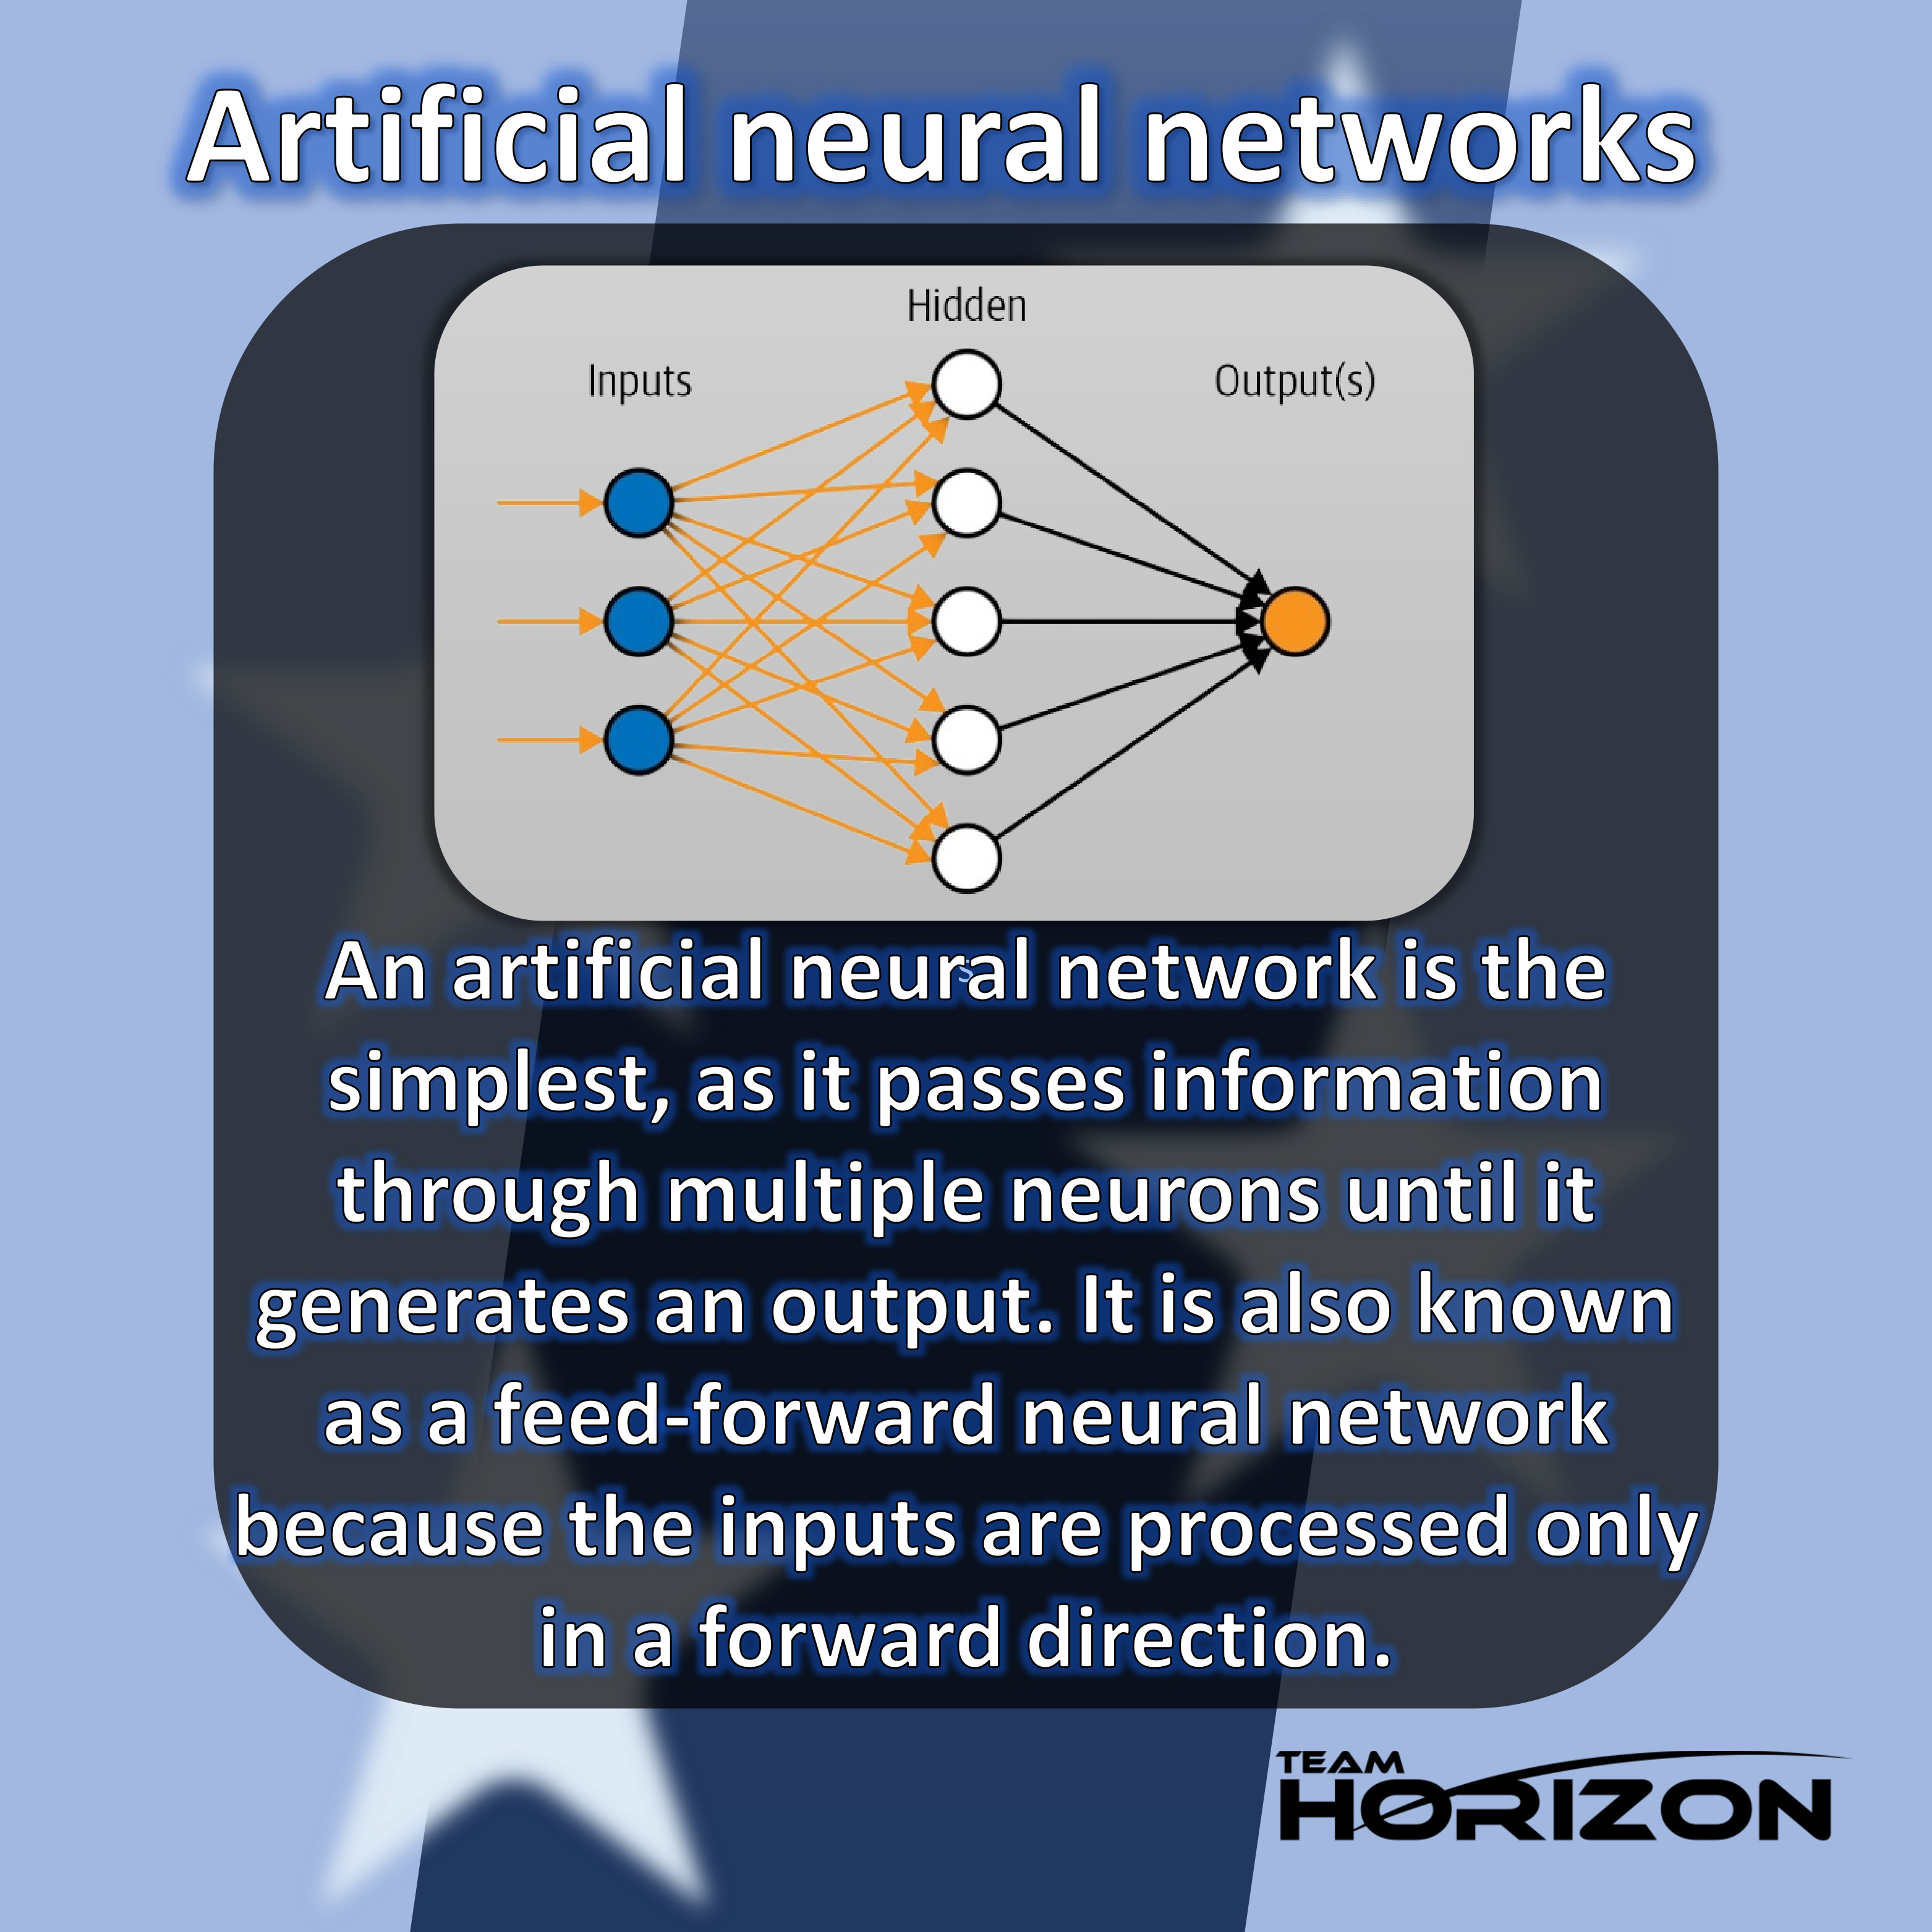 Artificial neural networks
Hidden
Inputs
Output(s)
An artificial neural network is the
simplest, as it passes information
through multiple neurons until it
generates an output. It is also known
as a feed-forward neural network
because the inputs are processed only
in a forward direction.
TEAM
HORIZON